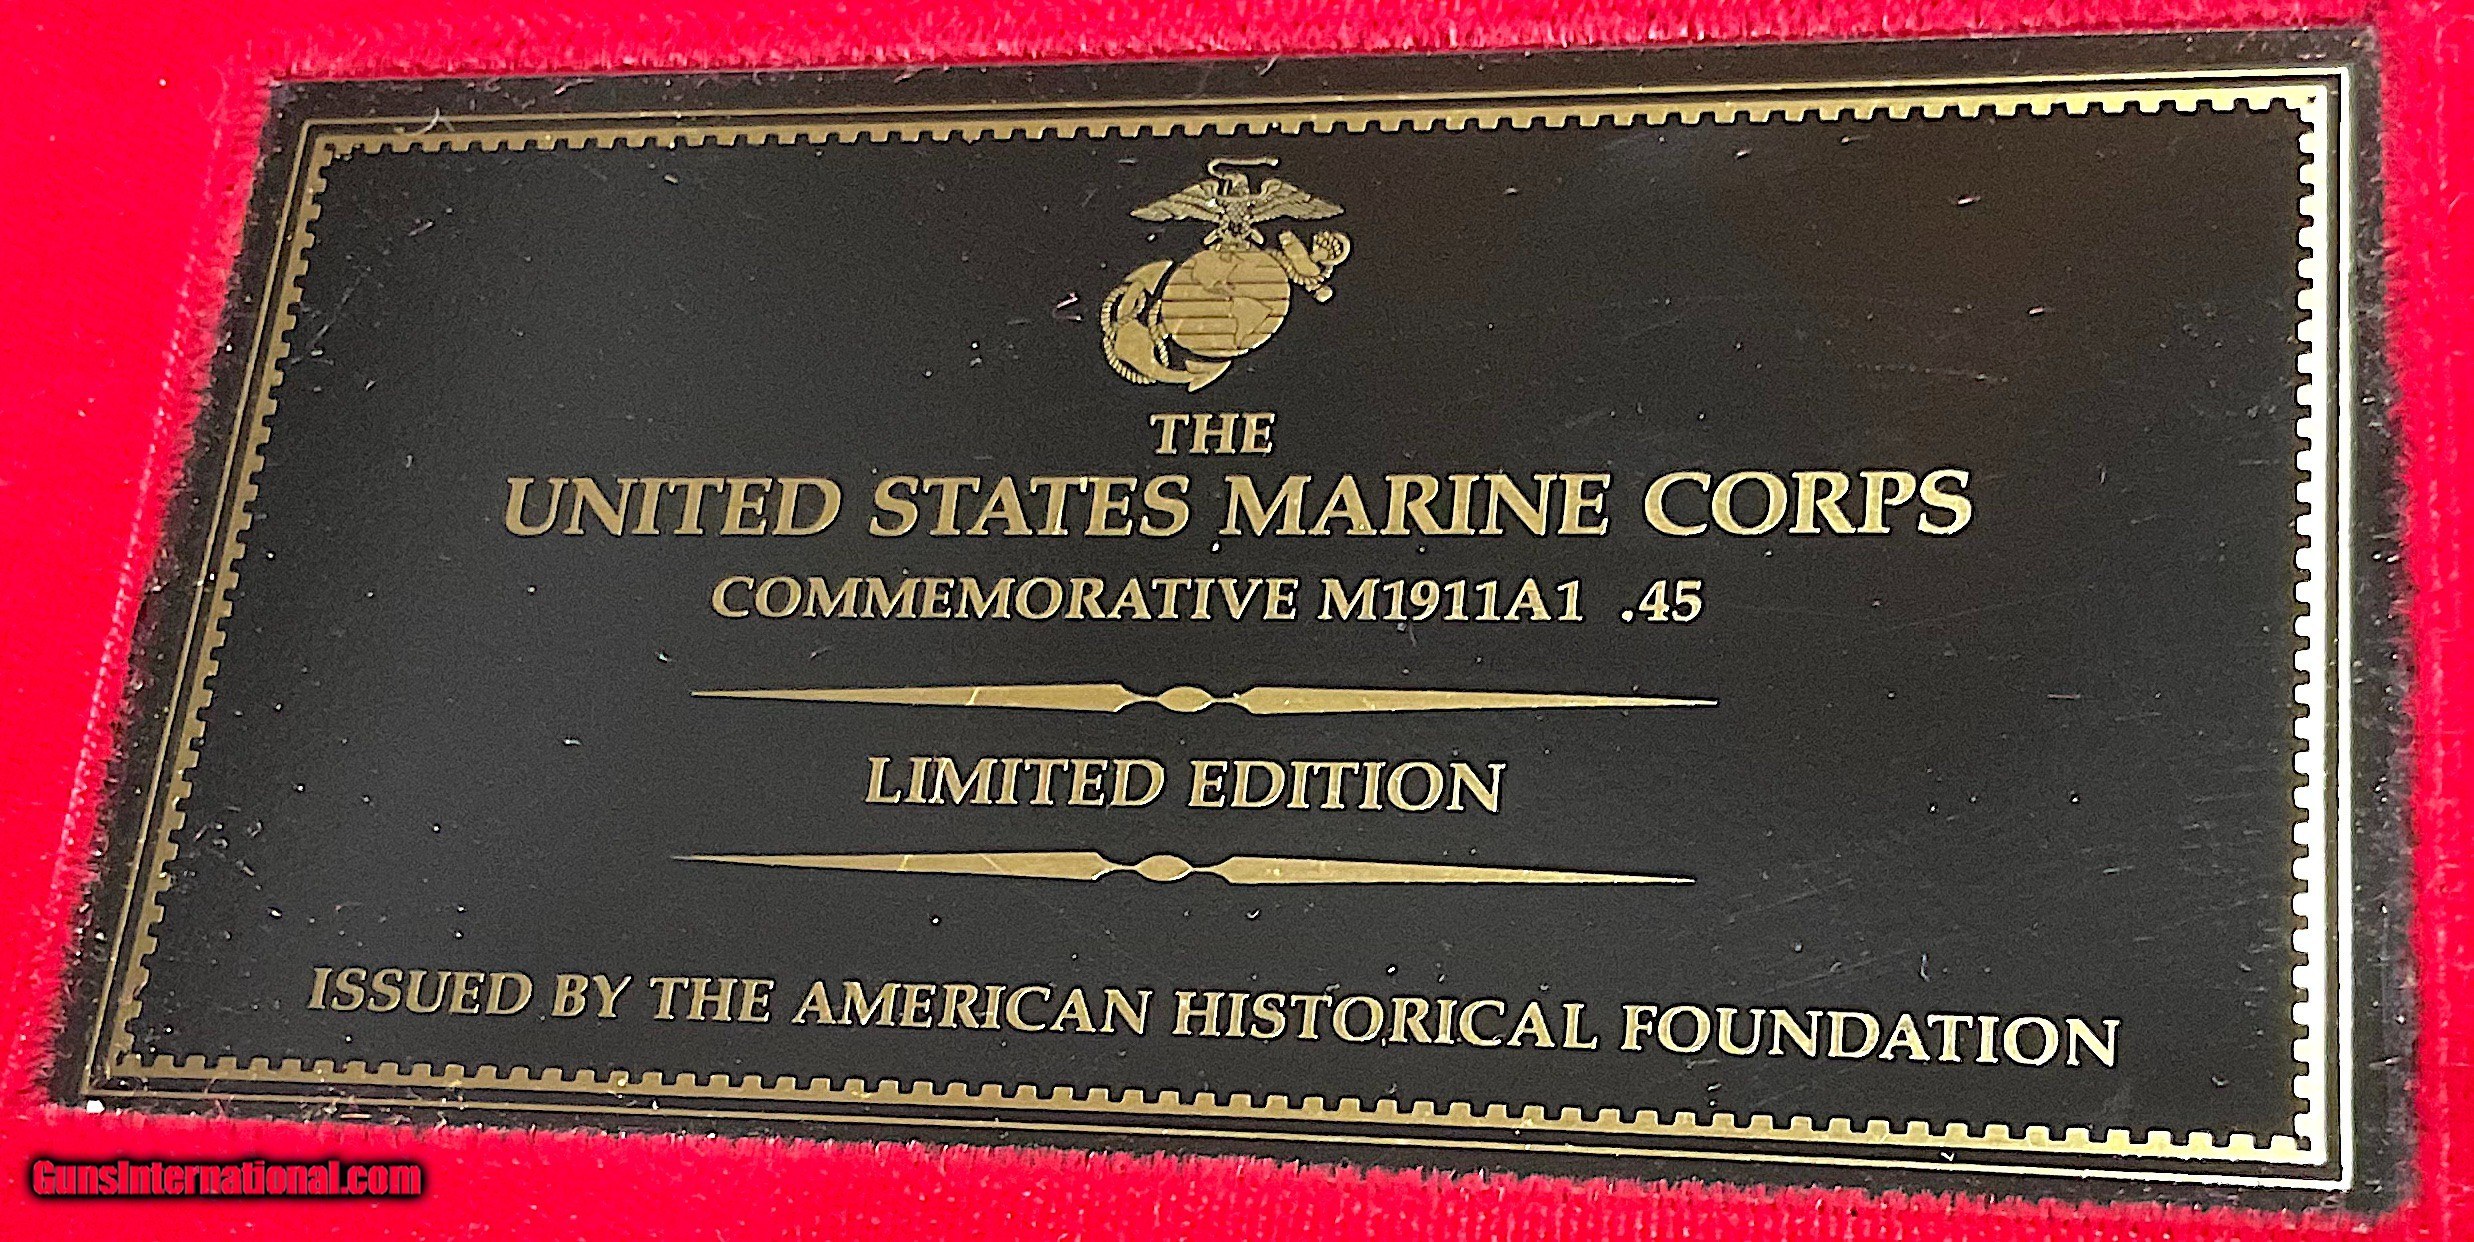 THE
UNITED STATES MARINE CORPS
COMMEMORATIVE M1911A1 .45
LIMITED EDITION
ISSUED BY THE AMERICAN HISTORICAL FOUNDATION
GunsInternational.com